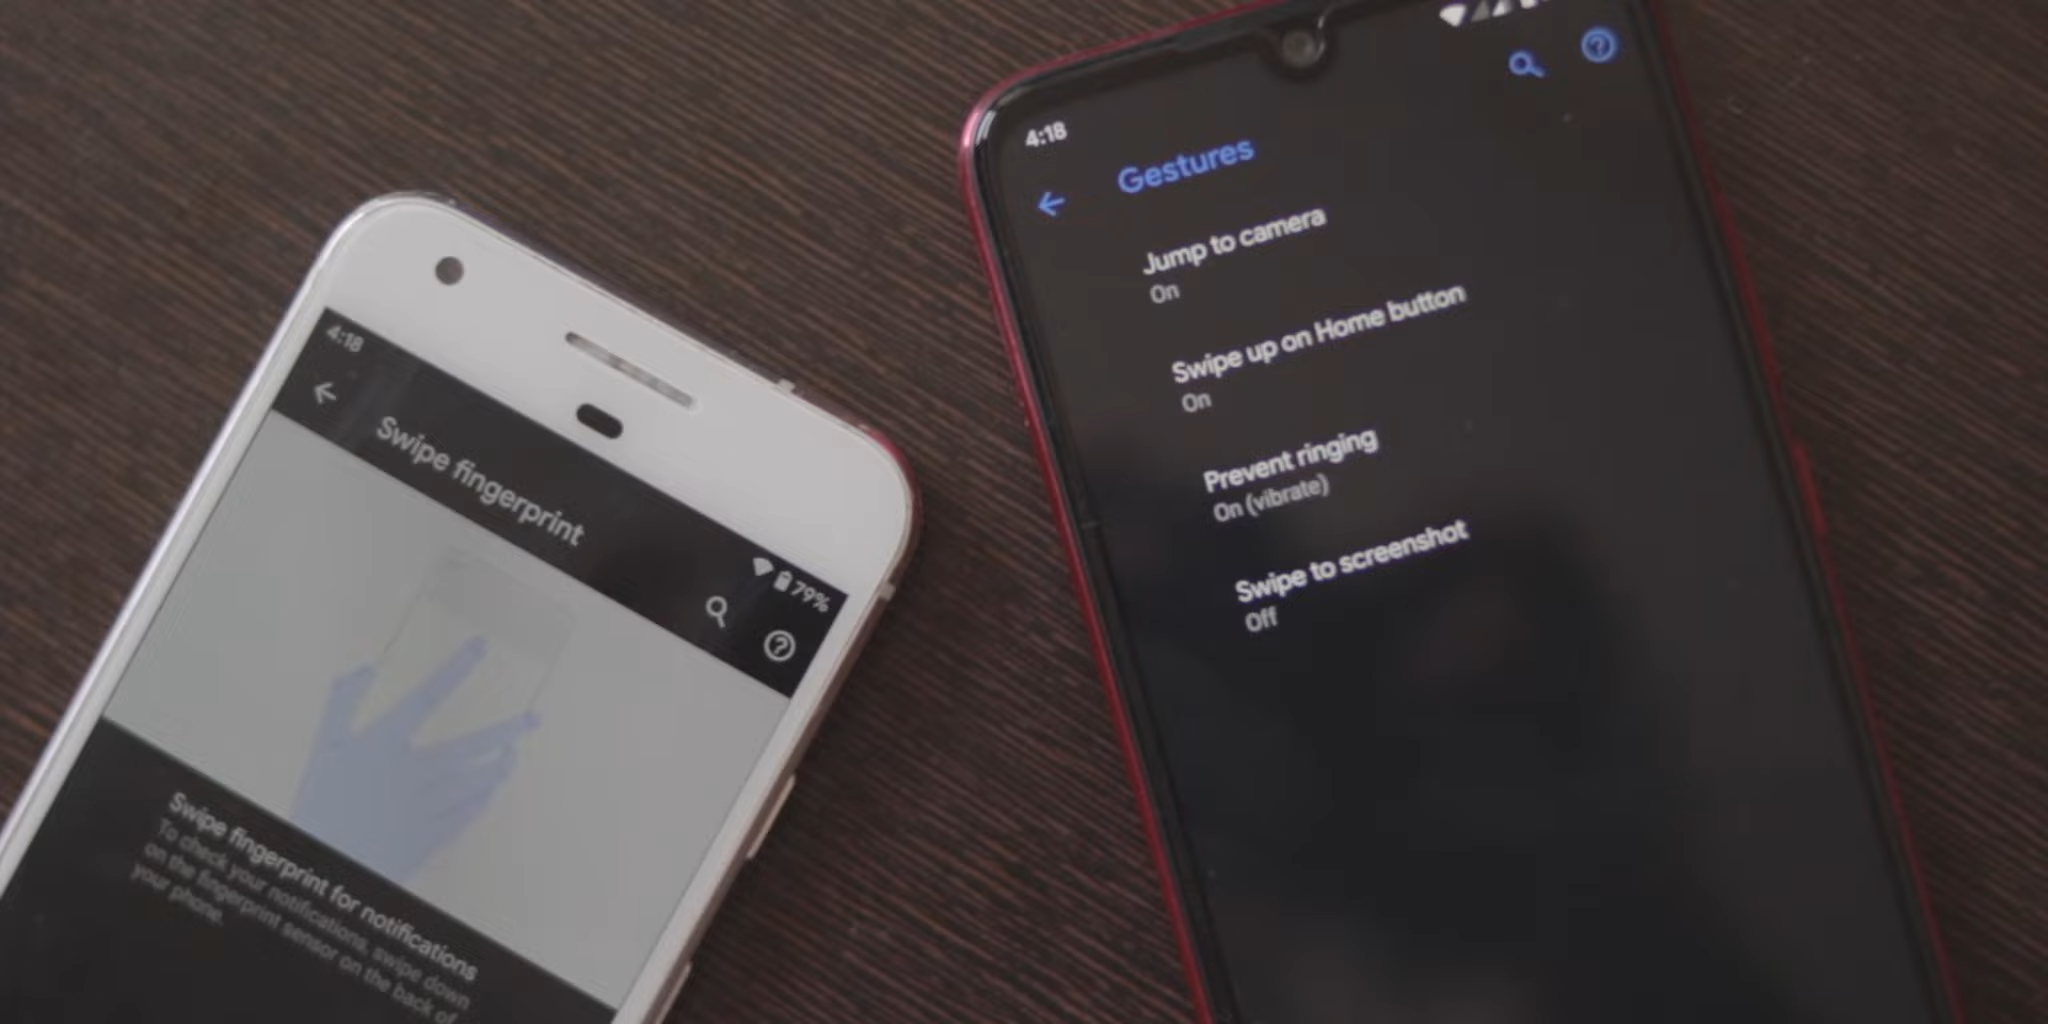 4:18
Swipe fingerprint
79%
Swipe fingerprint for notifications
To check your notifications, swipe down
on the fingerprint sensor on the back of
your phone.
4:18
Gestures
Jump to camera
On
Swipe up on Home button
On
Prevent ringing
On (vibrate)
Swipe to screenshot
Off